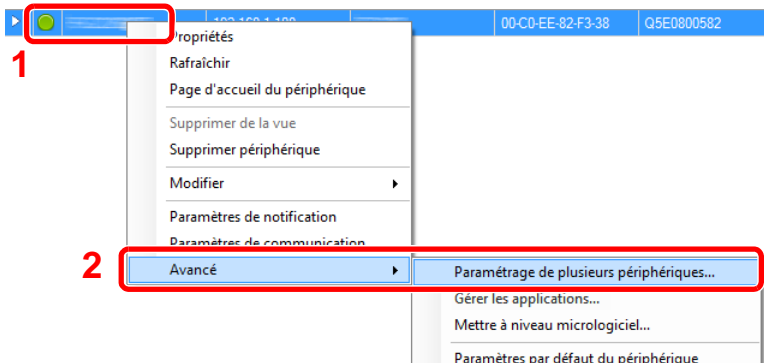 192.168.1.100 00-C0-EE-82-F3-38 Q5E0800582
1
Propriétés
Rafraîchir
Page d'accueil du périphérique
Supprimer de la vue
Supprimer périphérique
Modifier
Paramètres de notification
Paramètres de communication
2 Avancé Paramétrage de plusieurs périphériques...
Gérer les applications...
Mettre à niveau micrologiciel...
Paramètres par défaut du périphérique